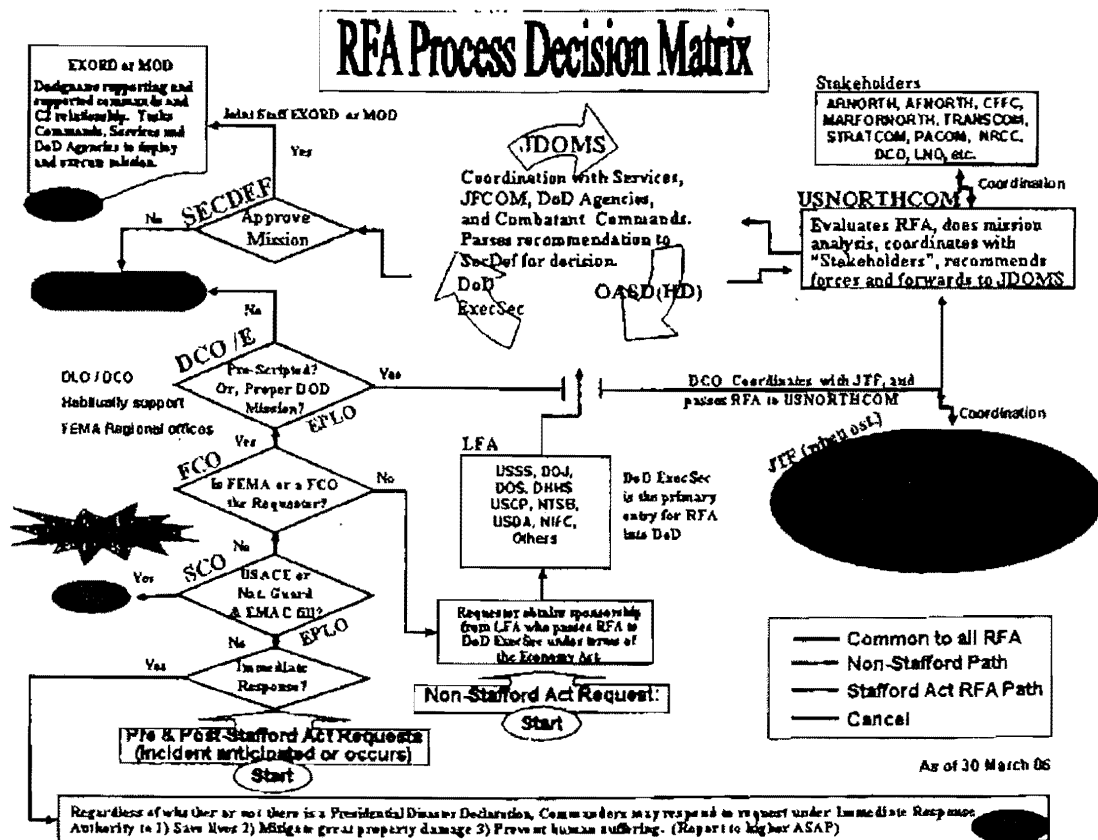 RFA Process Decision Matrix
EXORD or MOD
Designates supporting and
supported commands and
C2 relationship. Tasks
Commands, Services and
DoD Agencies to deploy
and execute mission.
Joint Staff EXORD or MOD
Yes
SECDEF
Approve
Mission
No
JDOMS
Coordination with Services,
JFCOM, DoD Agencies,
and Combatant Commands.
Passes recommendation to
SecDef for decision.
DoD
ExecSec
OASD(HD)
Stakeholders
ARNORTH, AFNORTH, CFFC,
MARFORNORTH, TRANSCOM,
STRATCOM, PACOM, NRCC,
DCO, LNO, etc.
Coordination
USNORTHCOM
Evaluates RFA, does mission
analysis, coordinates with
"Stakeholders", recommends
forces and forwards to JDOMS
No
DCO /E
DLO / DCO
Habitually support
FEMA Regional offices
Pre-Scripted?
Or, Proper DOD
Mission?
EPLO
Yes
Yes
DCO Coordinates with JTF, and
passes RFA to USNORTHCOM
Coordination
JTF (when est.)
FCO
Is FEMA or a FCO
the Requester?
No
LFA
USSS, DOJ,
DOS, DHHS
USCP, NTSB,
USDA, NIFC,
Others
DoD ExecSec
is the primary
entry for RFA
into DoD
No
SCO
Yes
USACE or
Nat. Guard
& EMAC fill?
EPLO
No
Yes
Immediate
Response?
Requester obtains sponsorship
from LFA who passes RFA to
DoD ExecSec under terms of
the Economy Act
Non-Stafford Act Request:
Start
Pre & Post-Stafford Act Requests
(Incident anticipated or occurs)
Start
Common to all RFA
Non-Stafford Path
Stafford Act RFA Path
Cancel
As of 30 March 06
Regardless of whether or not there is a Presidential Disaster Declaration, Commanders may respond to request under Immediate Response
Authority to 1) Save lives 2) Mitigate great property damage 3) Prevent human suffering. (Report to higher ASAP)